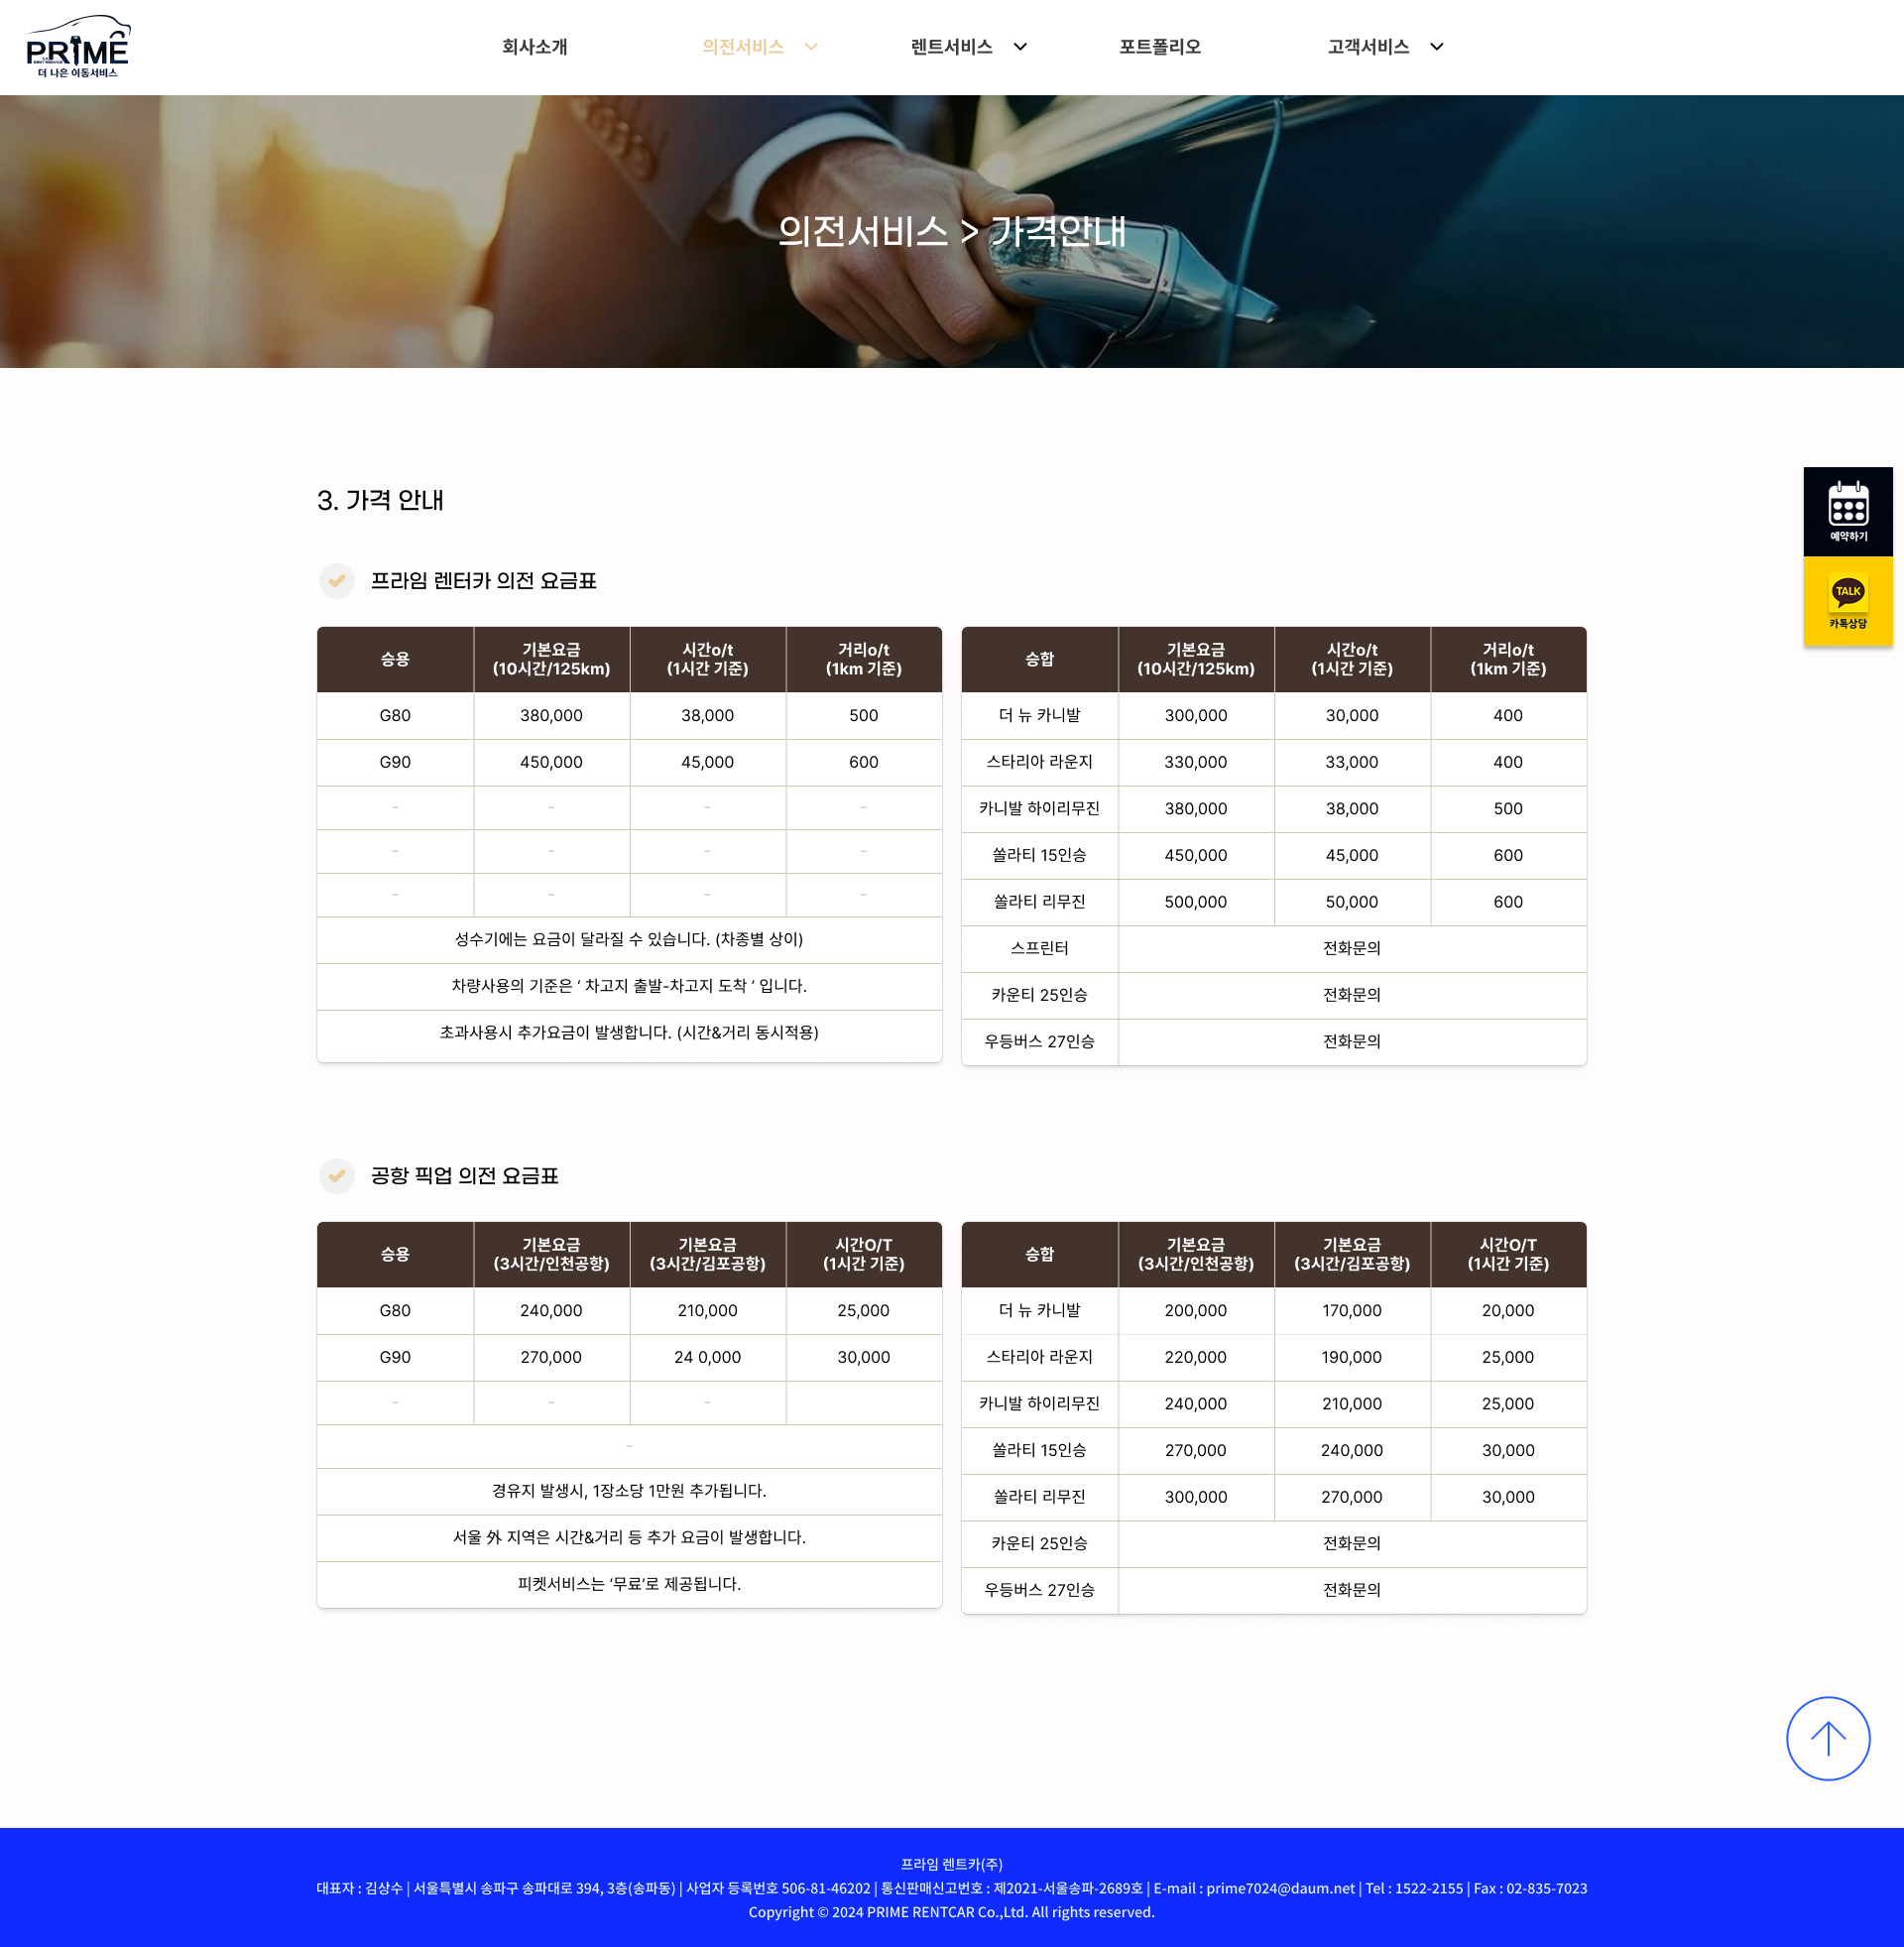 PRIME
더 나은 이동서비스
회사소개
의전서비스
렌트서비스
포트폴리오
고객서비스
의전서비스 > 가격안내
예약하기
TALK
카톡상담
3. 가격 안내
프라임 렌터카 의전 요금표
승용 기본요금 (10시간/125km) 시간o/t (1시간 기준) 거리o/t (1km 기준)
G80 380,000 38,000 500
G90 450,000 45,000 600
- - - -
- - - -
- - - -
성수기에는 요금이 달라질 수 있습니다. (차종별 상이)
차량사용의 기준은 ‘ 차고지 출발-차고지 도착 ’ 입니다.
초과사용시 추가요금이 발생합니다. (시간&거리 동시적용)
승합 기본요금 (10시간/125km) 시간o/t (1시간 기준) 거리o/t (1km 기준)
더 뉴 카니발 300,000 30,000 400
스타리아 라운지 330,000 33,000 400
카니발 하이리무진 380,000 38,000 500
쏠라티 15인승 450,000 45,000 600
쏠라티 리무진 500,000 50,000 600
스프린터 전화문의
카운티 25인승 전화문의
우등버스 27인승 전화문의
공항 픽업 의전 요금표
승용 기본요금 (3시간/인천공항) 기본요금 (3시간/김포공항) 시간O/T (1시간 기준)
G80 240,000 210,000 25,000
G90 270,000 24 0,000 30,000
- - -
-
경유지 발생시, 1장소당 1만원 추가됩니다.
서울 外 지역은 시간&거리 등 추가 요금이 발생합니다.
피켓서비스는 ‘무료’로 제공됩니다.
승합 기본요금 (3시간/인천공항) 기본요금 (3시간/김포공항) 시간O/T (1시간 기준)
더 뉴 카니발 200,000 170,000 20,000
스타리아 라운지 220,000 190,000 25,000
카니발 하이리무진 240,000 210,000 25,000
쏠라티 15인승 270,000 240,000 30,000
쏠라티 리무진 300,000 270,000 30,000
카운티 25인승 전화문의
우등버스 27인승 전화문의
프라임 렌트카(주)
대표자 : 김상수 | 서울특별시 송파구 송파대로 394, 3층(송파동) | 사업자 등록번호 506-81-46202 | 통신판매신고번호 : 제2021-서울송파-2689호 | E-mail : prime7024@daum.net | Tel : 1522-2155 | Fax : 02-835-7023
Copyright © 2024 PRIME RENTCAR Co.,Ltd. All rights reserved.